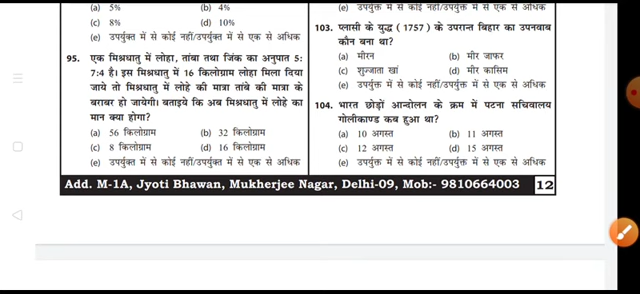 (a) 5% (b) 4%
(c) 8% (d) 10%
(e) उपर्युक्त में से कोई नहीं/उपर्युक्त में से एक से अधिक
95. एक मिश्रधातु में लोहा, तांबा तथा जिंक का अनुपात 5:
7:4 है। इस मिश्रधातु में 16 किलोग्राम लोहा मिला दिया
जाये तो मिश्रधातु में लोहे की मात्रा तांबे की मात्रा के
बराबर हो जायेगी। बताइये कि अब मिश्रधातु में लोहे का
मान क्या होगा?
(a) 56 किलोग्राम (b) 32 किलोग्राम
(c) 8 किलोग्राम (d) 16 किलोग्राम
(e) उपर्युक्त में से कोई नहीं/उपर्युक्त में से एक से अधिक
(e) उपर्युक्त में से कोई नहीं/उपर्युक्त में से एक से अधिक
103. प्लासी के युद्ध (1757) के उपरान्त बिहार का उपनवाब
कौन बना था?
(a) मीरन (b) मीर जाफर
(c) शुज्जाता खां (d) मीर कासिम
(e) उपर्युक्त में से कोई नहीं/उपर्युक्त में से एक से अधिक
104. भारत छोड़ों आन्दोलन के क्रम में पटना सचिवालय
गोलीकाण्ड कब हुआ था?
(a) 10 अगस्त (b) 11 अगस्त
(c) 12 अगस्त (d) 15 अगस्त
(e) उपर्युक्त में से कोई नहीं/उपर्युक्त में से एक से अधिक
Add. M-1A, Jyoti Bhawan, Mukherjee Nagar, Delhi-09, Mob:- 9810664003 12